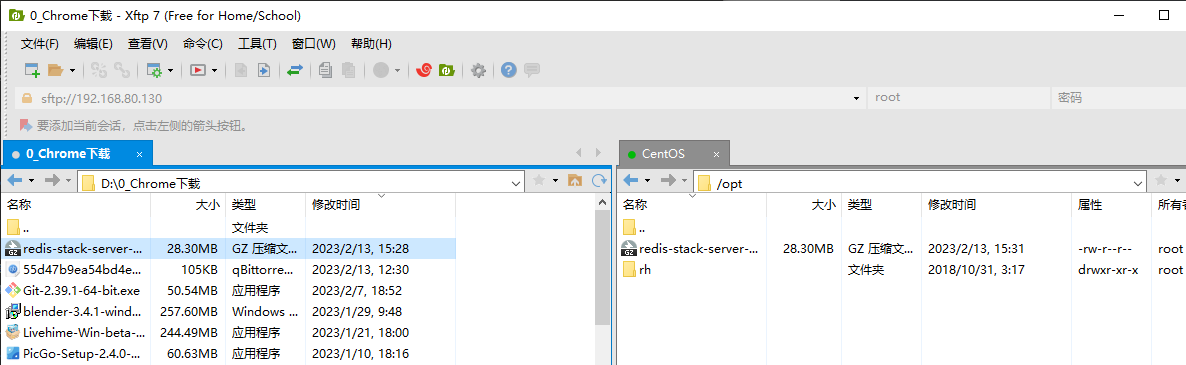 0_Chrome下载 - Xftp 7 (Free for Home/School)
文件(F) 编辑(E) 查看(V) 命令(C) 工具(T) 窗口(W) 帮助(H)
sftp://192.168.80.130 root 密码
要添加当前会话，点击左侧的箭头按钮。
0_Chrome下载 × CentOS ×
D:\0_Chrome下载 /opt
名称 大小 类型 修改时间 名称 大小 类型 修改时间 属性 所有者
.. 文件夹 ..
redis-stack-server-... 28.30MB GZ 压缩文... 2023/2/13, 15:28 redis-stack-server-... 28.30MB GZ 压缩文... 2023/2/13, 15:31 -rw-r--r-- root
55d47b9ea54bd4e... 105KB qBittorre... 2023/2/13, 12:30 rh 文件夹 2018/10/31, 3:17 drwxr-xr-x root
Git-2.39.1-64-bit.exe 50.54MB 应用程序 2023/2/7, 18:52
blender-3.4.1-wind... 257.60MB Windows ... 2023/1/29, 9:48
Livehime-Win-beta-... 244.49MB 应用程序 2023/1/21, 18:00
PicGo-Setup-2.4.0-... 60.63MB 应用程序 2023/1/10, 18:16